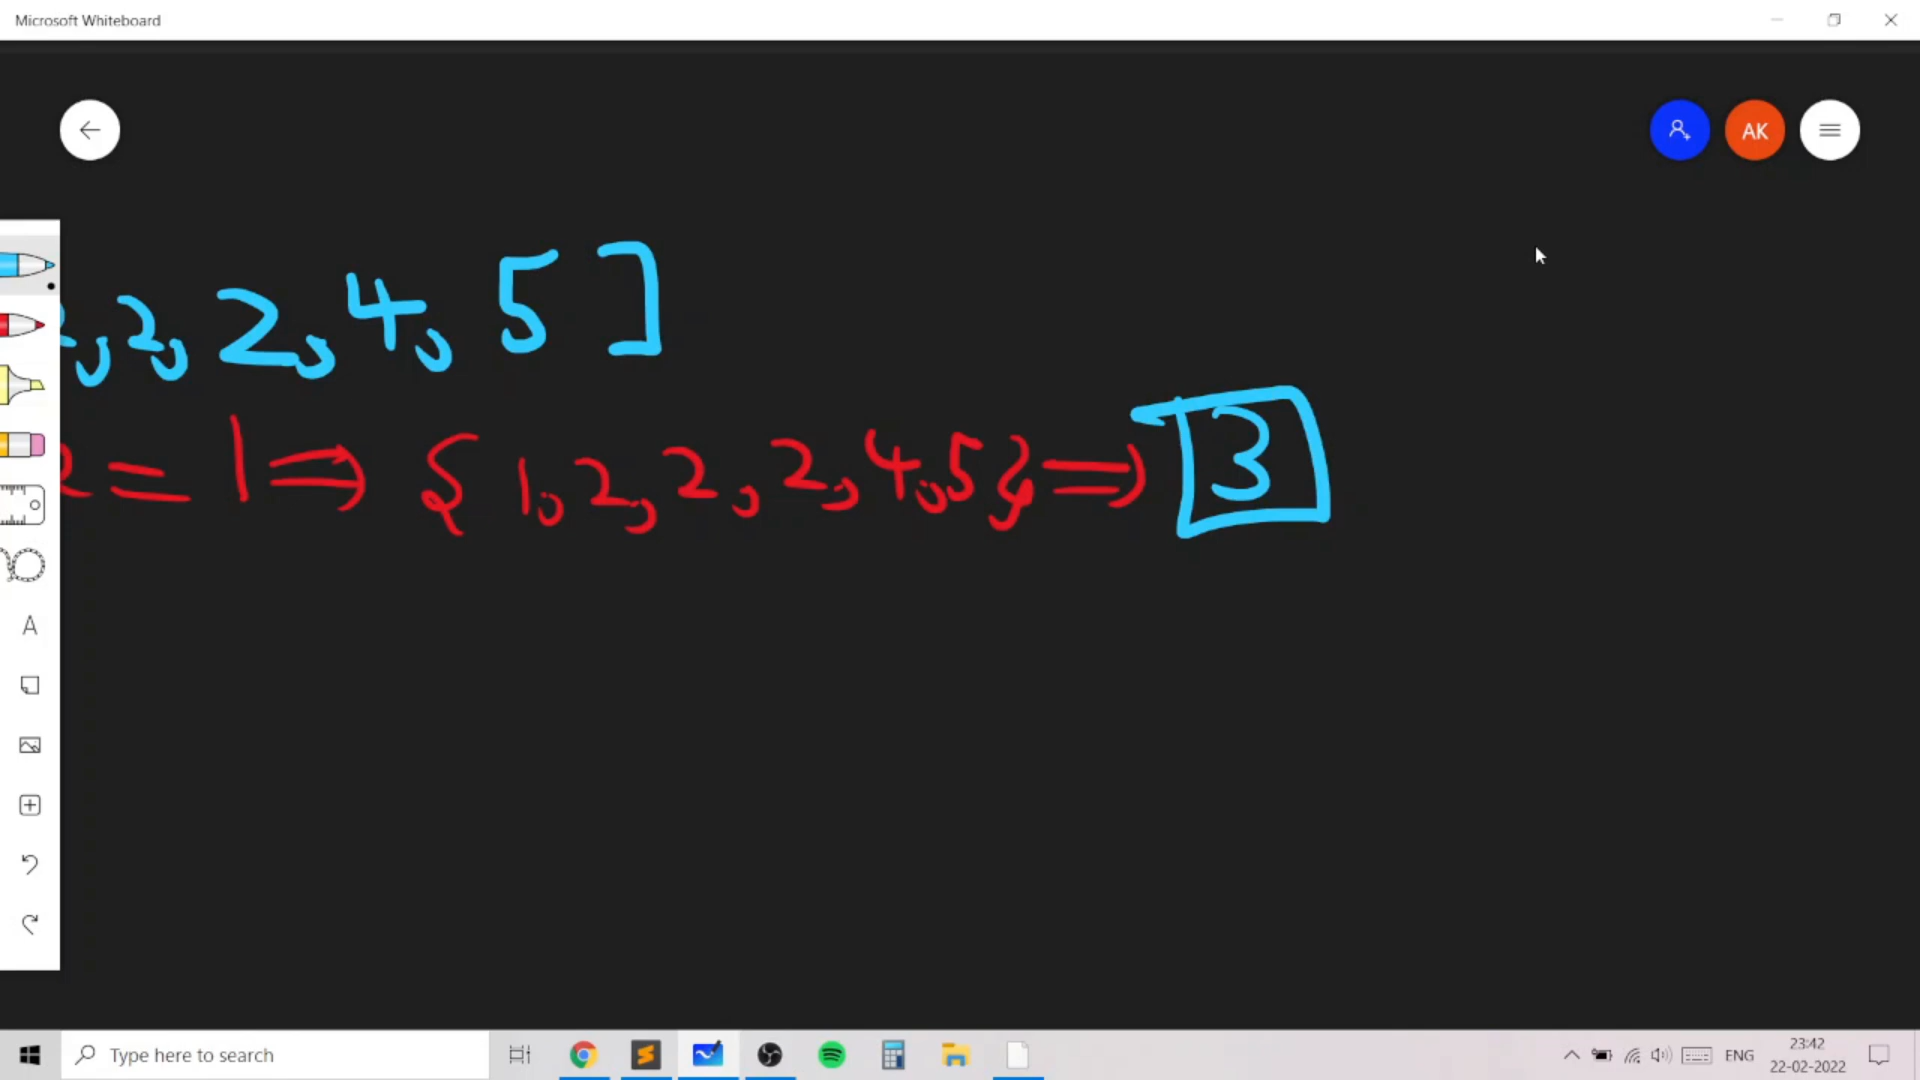 Microsoft Whiteboard
AK
, 2, 2, 4, 5 ]
= 1 ⇒ { 1, 2, 2, 2, 4, 5 } ⇒ 3
A
Type here to search
ENG
23:42
22-02-2022